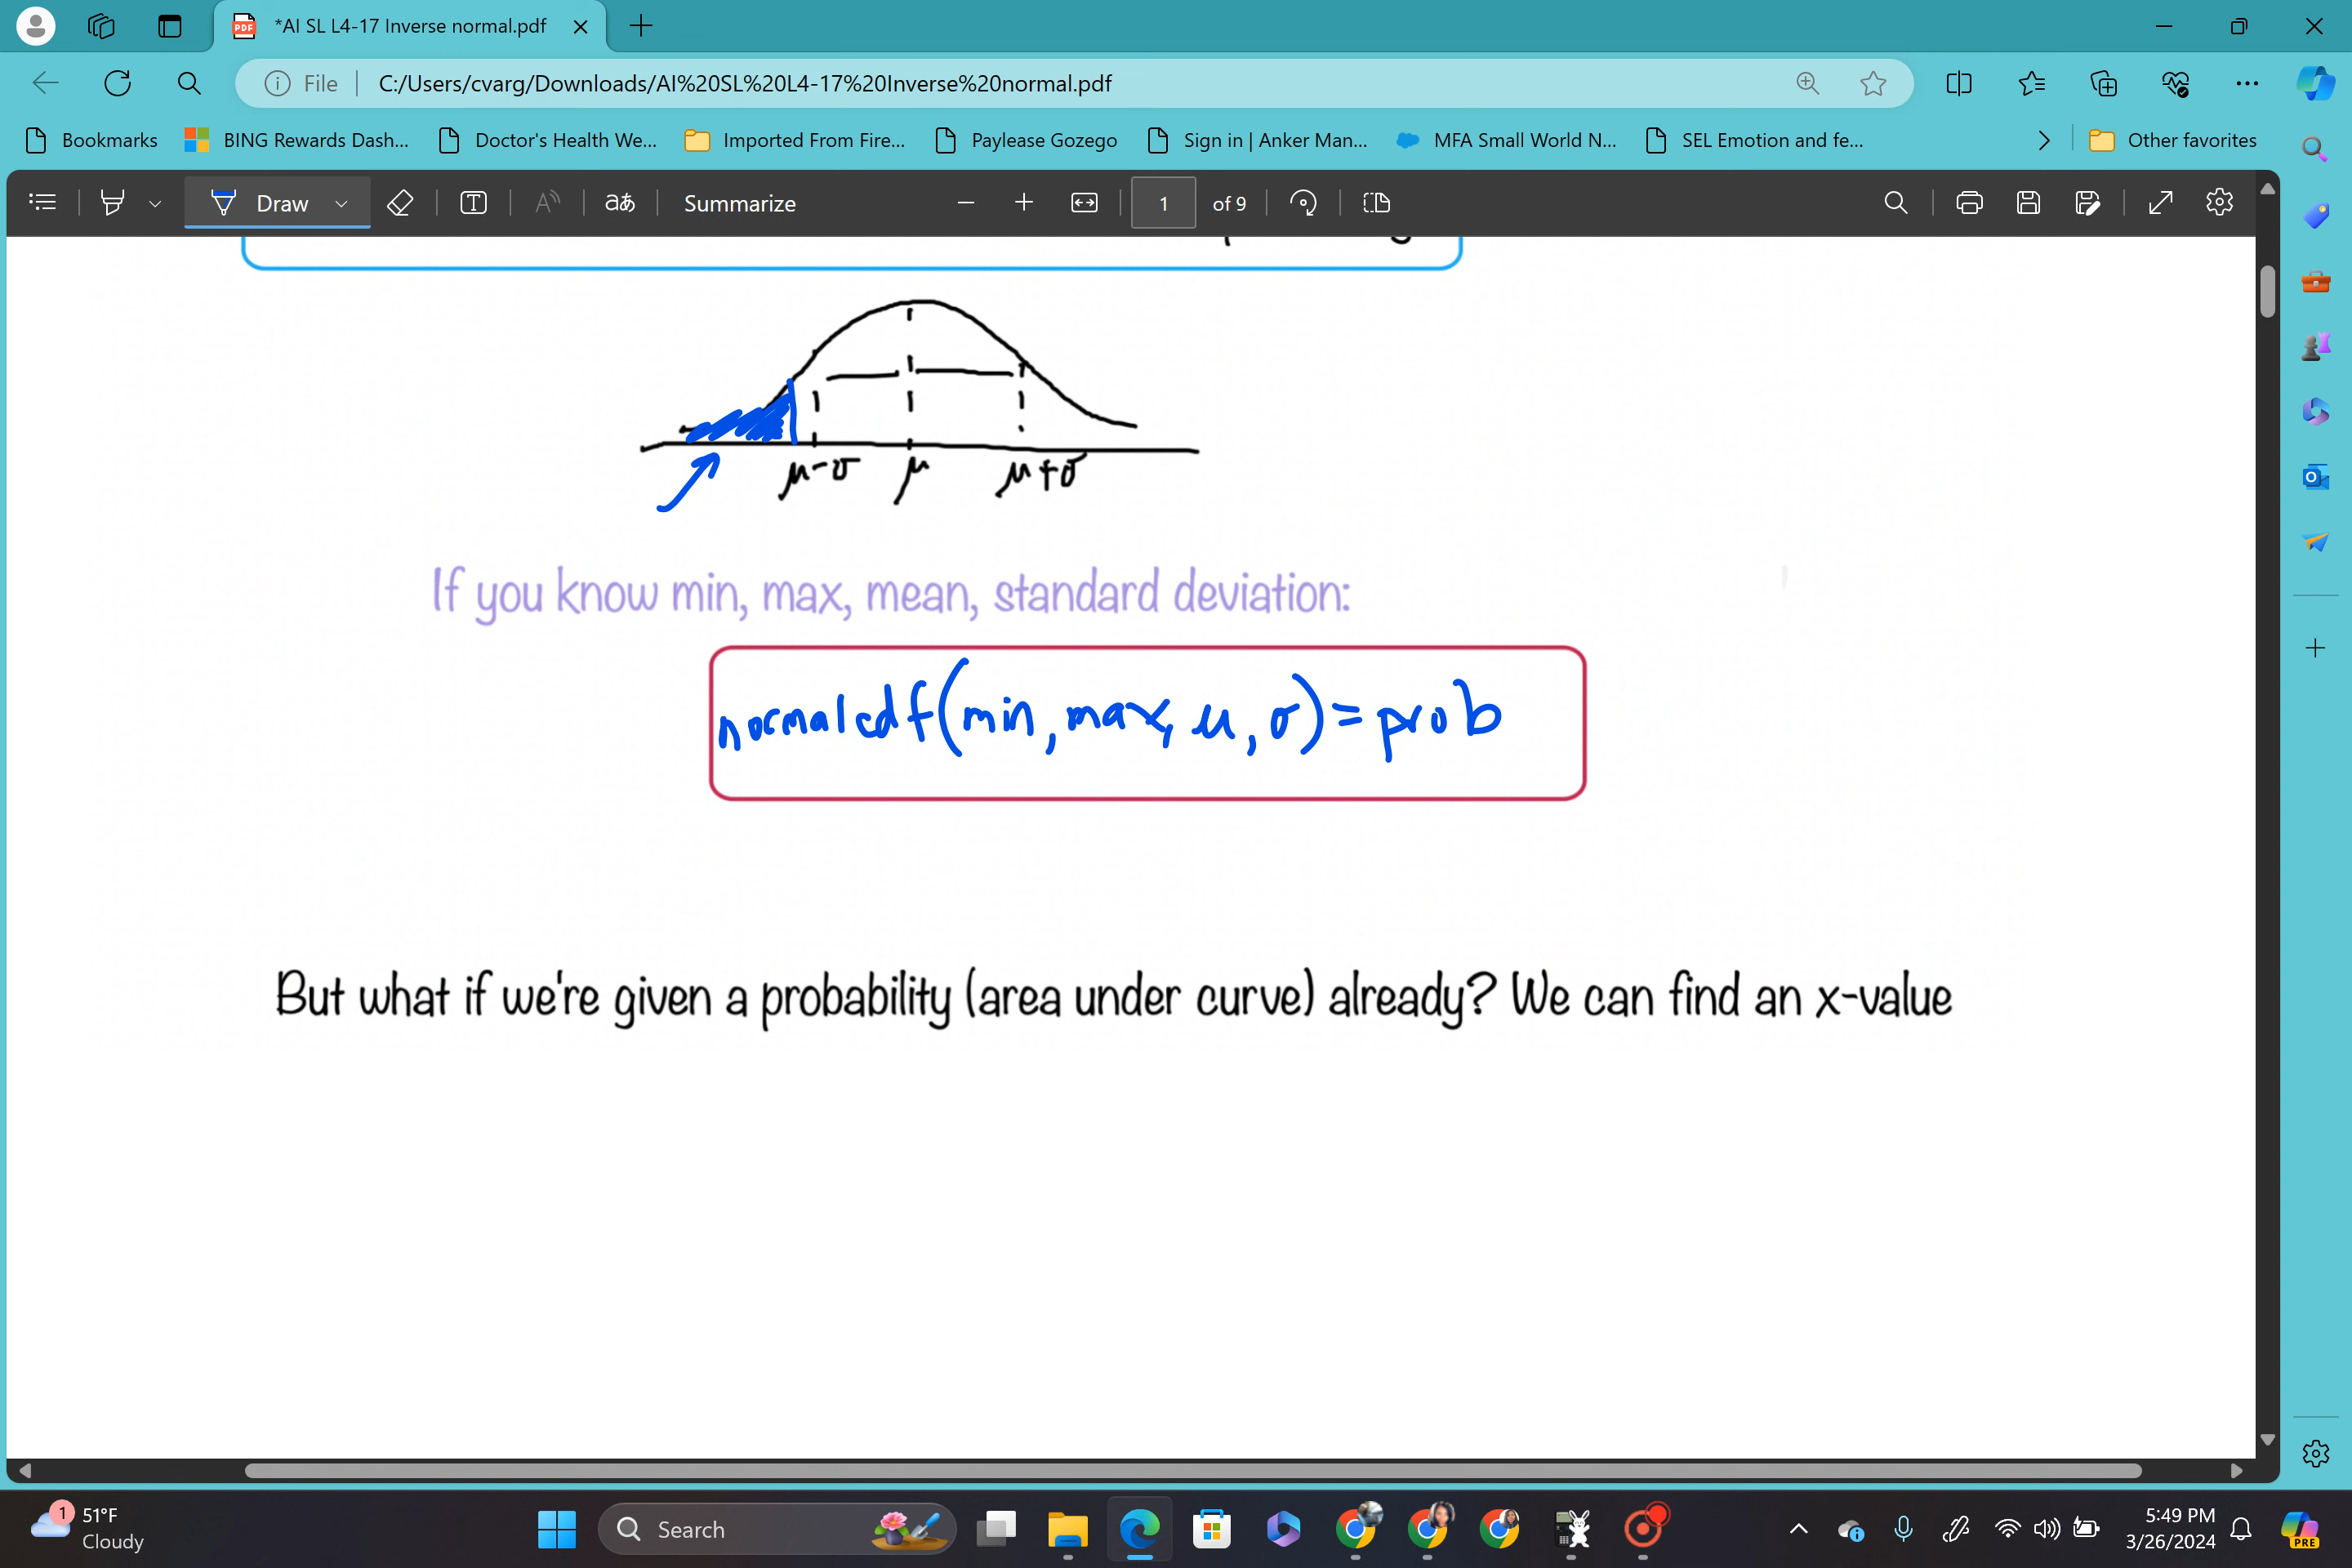 *AI SL L4-17 Inverse normal.pdf
File C:/Users/cvarg/Downloads/AI%20SL%20L4-17%20Inverse%20normal.pdf
Bookmarks BING Rewards Dash... Doctor's Health We... Imported From Fire... Paylease Gozego Sign in | Anker Man... MFA Small World N... SEL Emotion and fe... Other favorites
Draw aあ Summarize 1 of 9
μ-σ μ μ+σ
If you know min, max, mean, standard deviation:
normalcdf(min, max, μ, σ) = prob
But what if we're given a probability (area under curve) already? We can find an x-value
1 51°F
Cloudy
Search
5:49 PM
3/26/2024
PRE